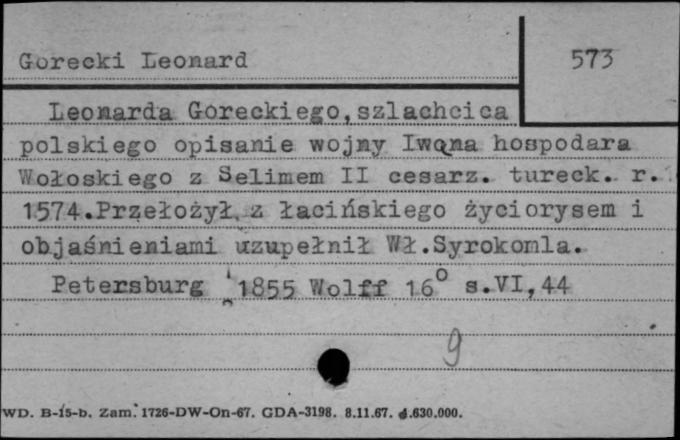 Gorecki Leonard
573
Leonarda Goreckiego, szlachcica
polskiego opisanie wojny Iwona hospodara
Wołoskiego z Selimem II cesarz. tureck. r.
1574. Przełożył z łacińskiego życiorysem i
objaśnieniami uzupełnił Wł. Syrokomla.
Petersburg 1855 Wolff 16° s. VI, 44
9
WD. B-15-b. Zam. 1726-DW-On-67. GDA-3198. 8.11.67. .630.000.